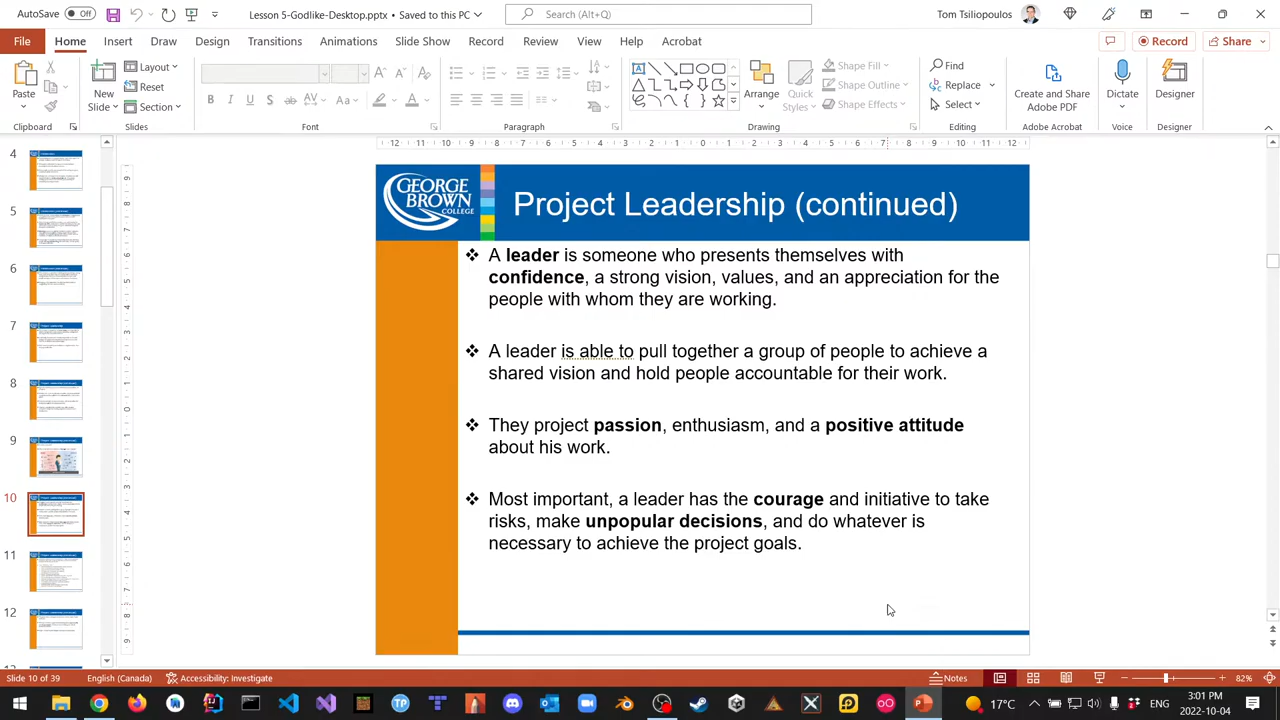 AutoSave Off Lesson 5-Godlike Desktop.pptx • Saved to this PC Search (Alt+Q) Tom Tsiliopoulos
File Home Insert Draw Design Transitions Animations Slide Show Record Review View Help Acrobat Record Share
Paste New Slide Layout Reset Section Aa Arrange Quick Styles Shape Fill Shape Outline Shape Effects Find Replace Select Create and Share Adobe PDF Dictate
Clipboard Slides Font Paragraph Drawing Editing Adobe Acrobat Voice Designer
GEORGE BROWN COLLEGE
Project Leadership (continued)
❖ A leader is someone who presents themselves with
confidence, a strong vision, values, and an appreciation for the
people with whom they are working.
❖ A leader is able to pull together a group of people to achieve a
shared vision and hold people accountable for their work.
❖ They project passion, enthusiasm, and a positive attitude
about his work.
❖ Most important, a leader has the courage and initiative to take
risks, make unpopular decisions, and do whatever is
necessary to achieve the project goals.
4
5
8
9
10
11
12
Slide 10 of 39 English (Canada) Accessibility: Investigate Notes 82%
17°C 3:01 PM
2022-10-04